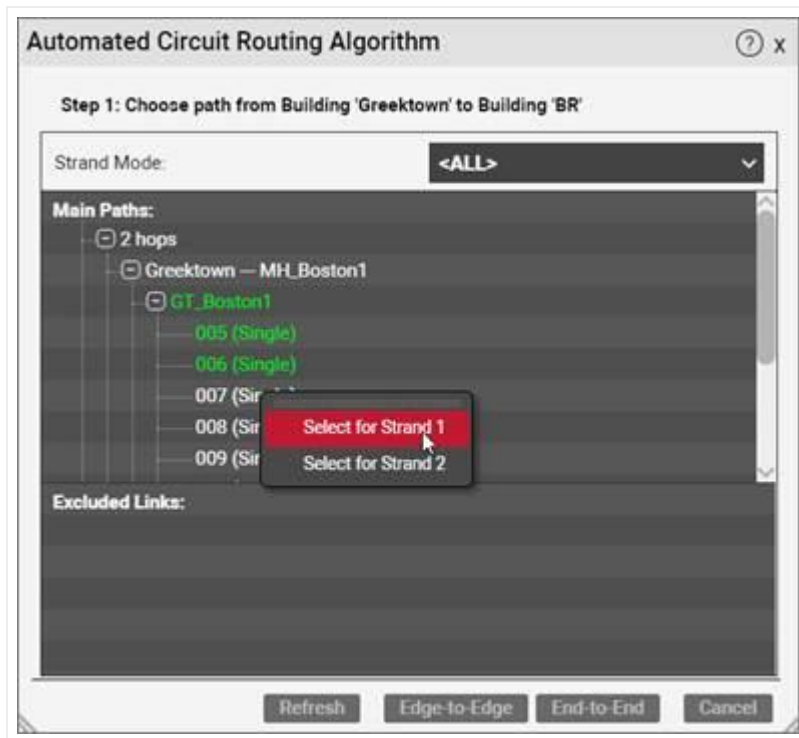 Automated Circuit Routing Algorithm ? x
Step 1: Choose path from Building 'Greektown' to Building 'BR'
Strand Mode: <ALL>
Main Paths:
2 hops
Greektown — MH_Boston1
GT_Boston1
005 (Single)
006 (Single)
007
008 (Sir
009 (Sir
Select for Strand 1
Select for Strand 2
Excluded Links:
Refresh Edge-to-Edge End-to-End Cancel